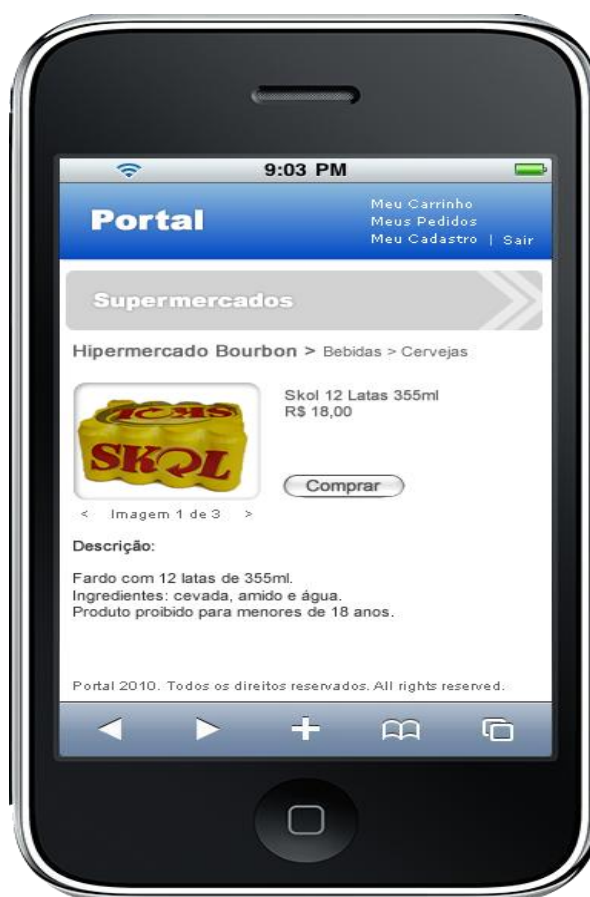 9:03 PM
Portal
Meu Carrinho
Meus Pedidos
Meu Cadastro | Sair
Supermercados
Hipermercado Bourbon > Bebidas > Cervejas
SKOL
SKOL
Skol 12 Latas 355ml
R$ 18,00
Comprar
< Imagem 1 de 3 >
Descrição:
Fardo com 12 latas de 355ml.
Ingredientes: cevada, amido e água.
Produto proibido para menores de 18 anos.
Portal 2010. Todos os direitos reservados. All rights reserved.